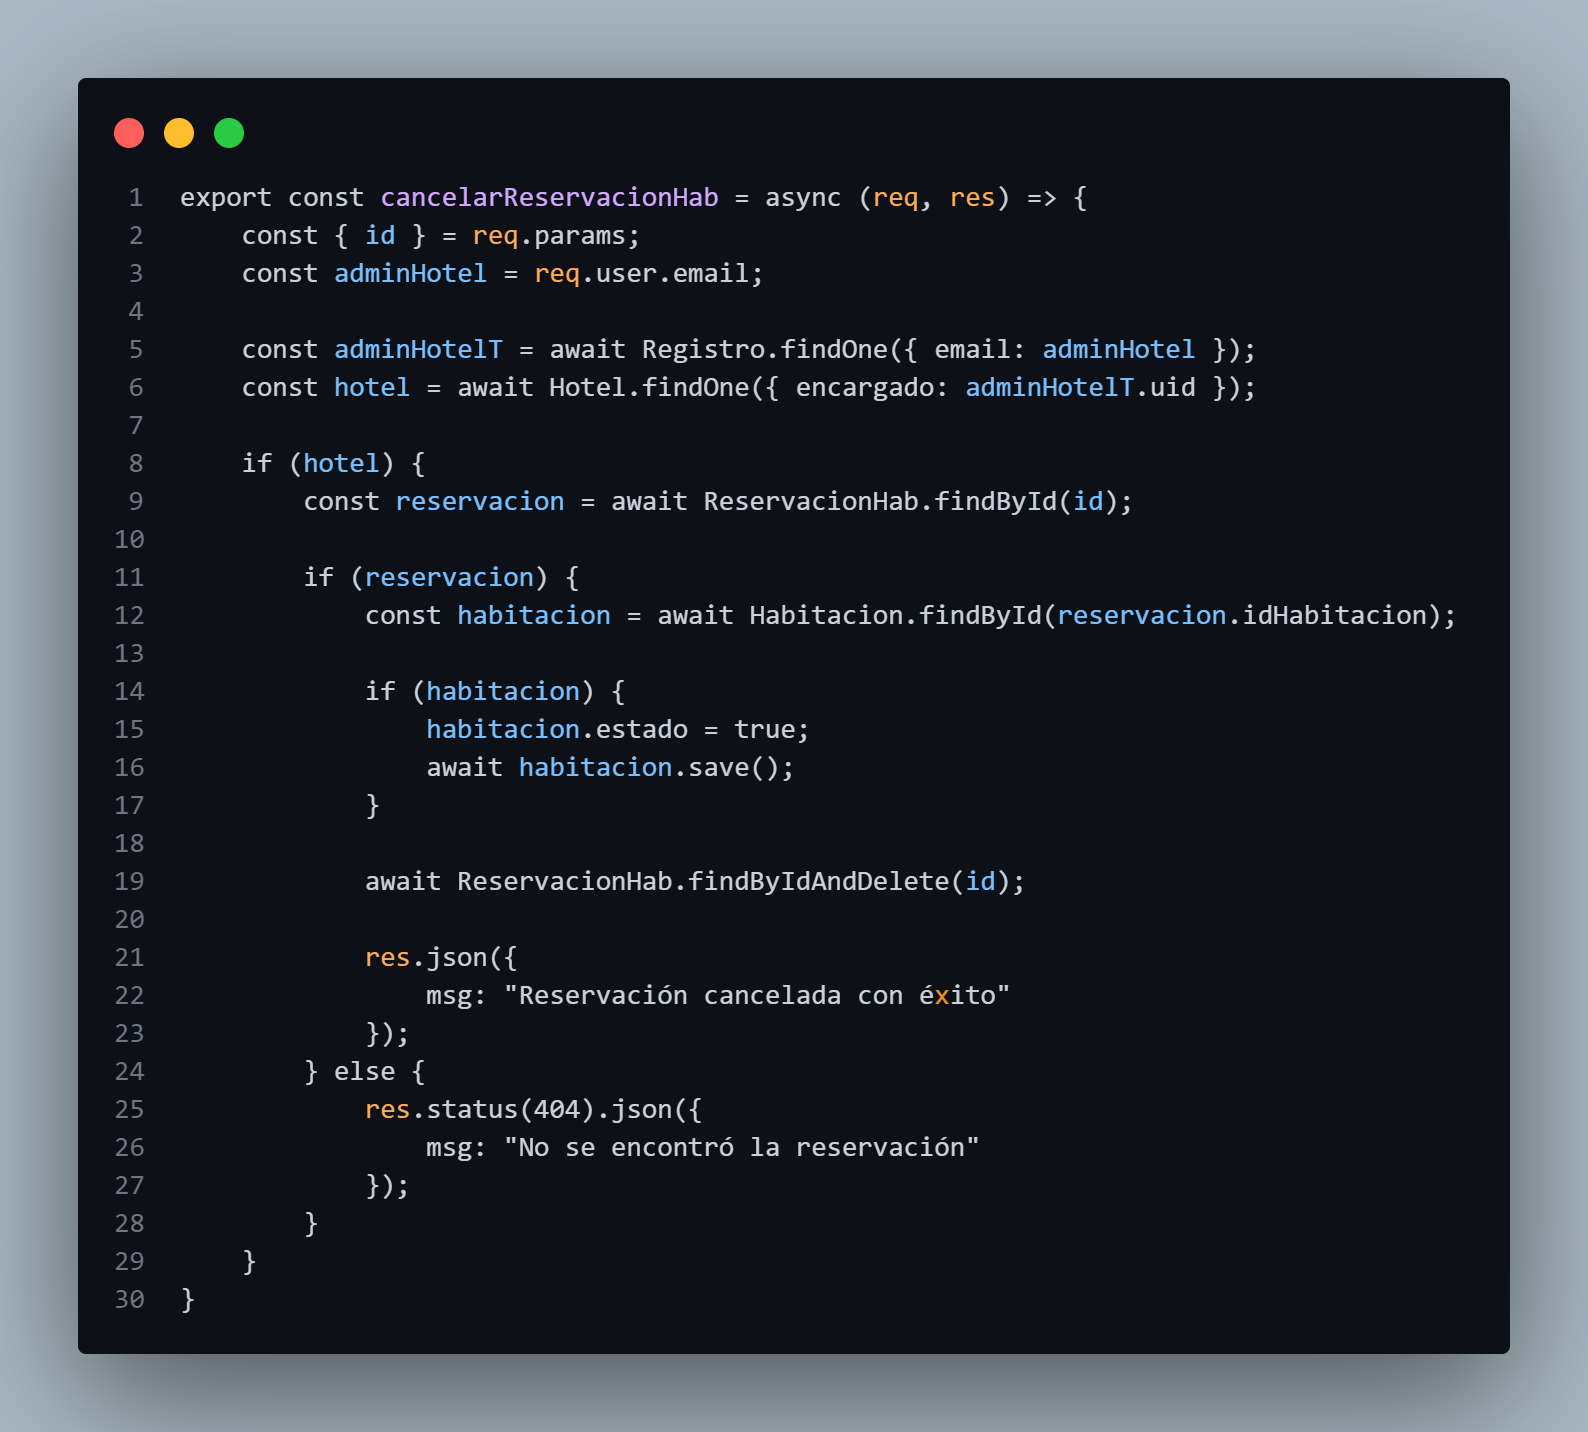 1 export const cancelarReservacionHab = async (req, res) => {
2     const { id } = req.params;
3     const adminHotel = req.user.email;
4
5     const adminHotelT = await Registro.findOne({ email: adminHotel });
6     const hotel = await Hotel.findOne({ encargado: adminHotelT.uid });
7
8     if (hotel) {
9         const reservacion = await ReservacionHab.findById(id);
10
11         if (reservacion) {
12             const habitacion = await Habitacion.findById(reservacion.idHabitacion);
13
14             if (habitacion) {
15                 habitacion.estado = true;
16                 await habitacion.save();
17             }
18
19             await ReservacionHab.findByIdAndDelete(id);
20
21             res.json({
22                 msg: "Reservación cancelada con éxito"
23             });
24         } else {
25             res.status(404).json({
26                 msg: "No se encontró la reservación"
27             });
28         }
29     }
30 }